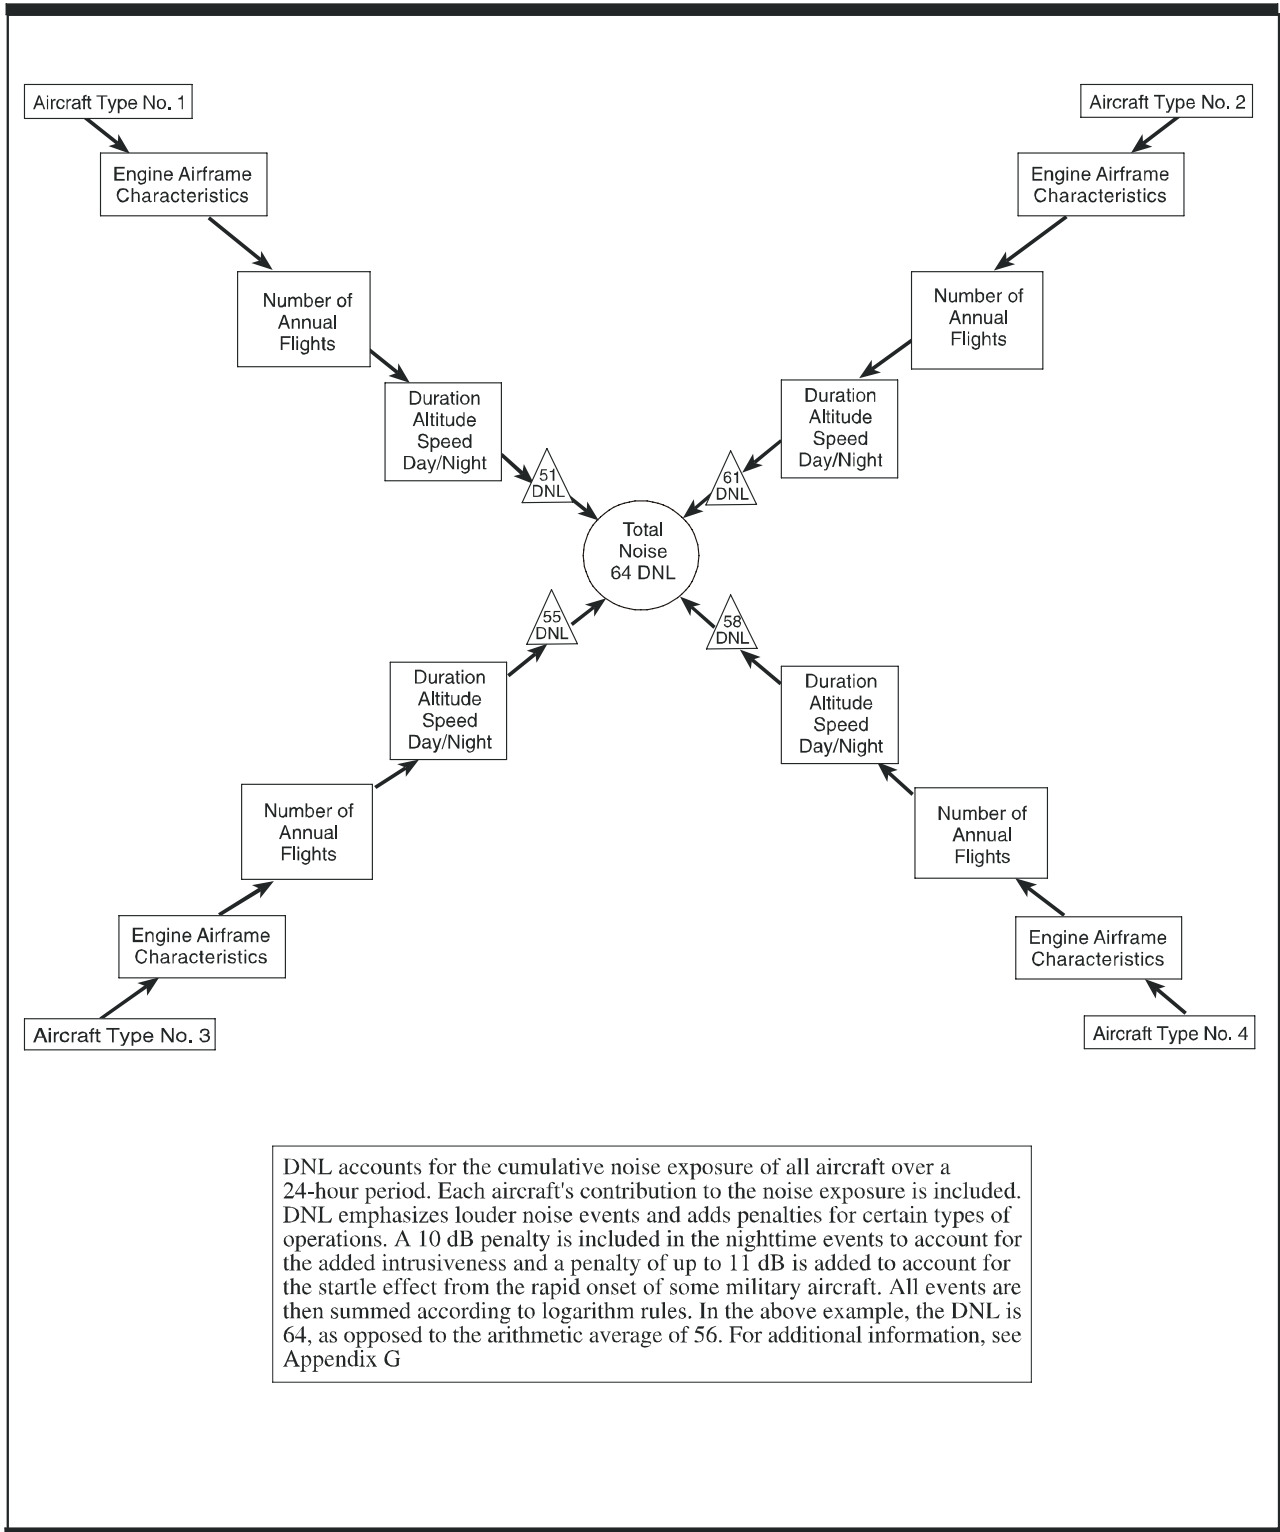 Aircraft Type No. 1
Engine Airframe
Characteristics
Number of
Annual
Flights
Duration
Altitude
Speed
Day/Night
51
DNL
Aircraft Type No. 2
Engine Airframe
Characteristics
Number of
Annual
Flights
Duration
Altitude
Speed
Day/Night
61
DNL
Total
Noise
64 DNL
55
DNL
Duration
Altitude
Speed
Day/Night
Number of
Annual
Flights
Engine Airframe
Characteristics
Aircraft Type No. 3
58
DNL
Duration
Altitude
Speed
Day/Night
Number of
Annual
Flights
Engine Airframe
Characteristics
Aircraft Type No. 4
DNL accounts for the cumulative noise exposure of all aircraft over a
24-hour period. Each aircraft's contribution to the noise exposure is included.
DNL emphasizes louder noise events and adds penalties for certain types of
operations. A 10 dB penalty is included in the nighttime events to account for
the added intrusiveness and a penalty of up to 11 dB is added to account for
the startle effect from the rapid onset of some military aircraft. All events are
then summed according to logarithm rules. In the above example, the DNL is
64, as opposed to the arithmetic average of 56. For additional information, see
Appendix G